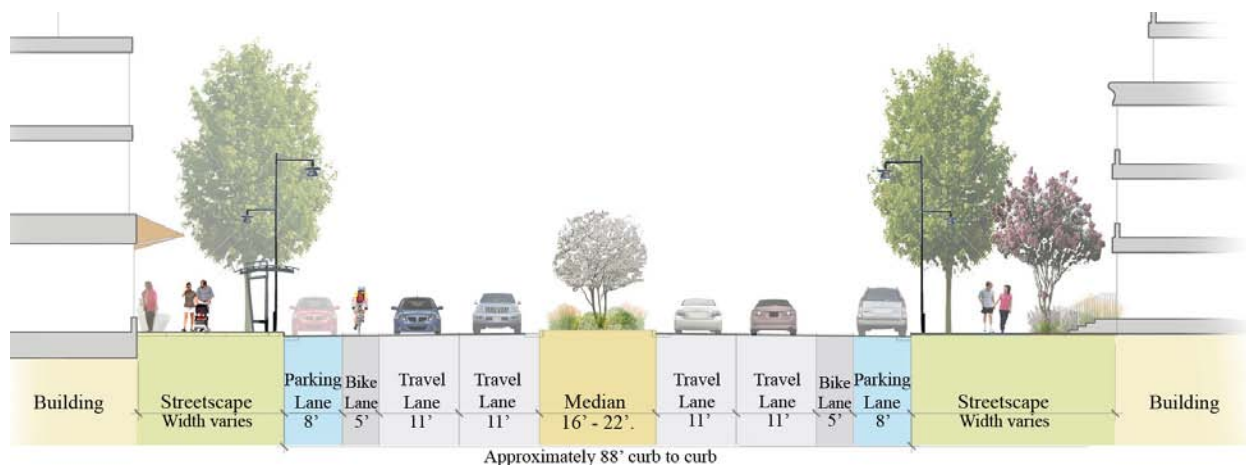 Building
Streetscape
Width varies
Parking
Lane
8'
Bike
Lane
5'
Travel
Lane
11'
Travel
Lane
11'
Median
16' - 22'.
Travel
Lane
11'
Travel
Lane
11'
Bike
Lane
5'
Parking
Lane
8'
Streetscape
Width varies
Building
Approximately 88' curb to curb